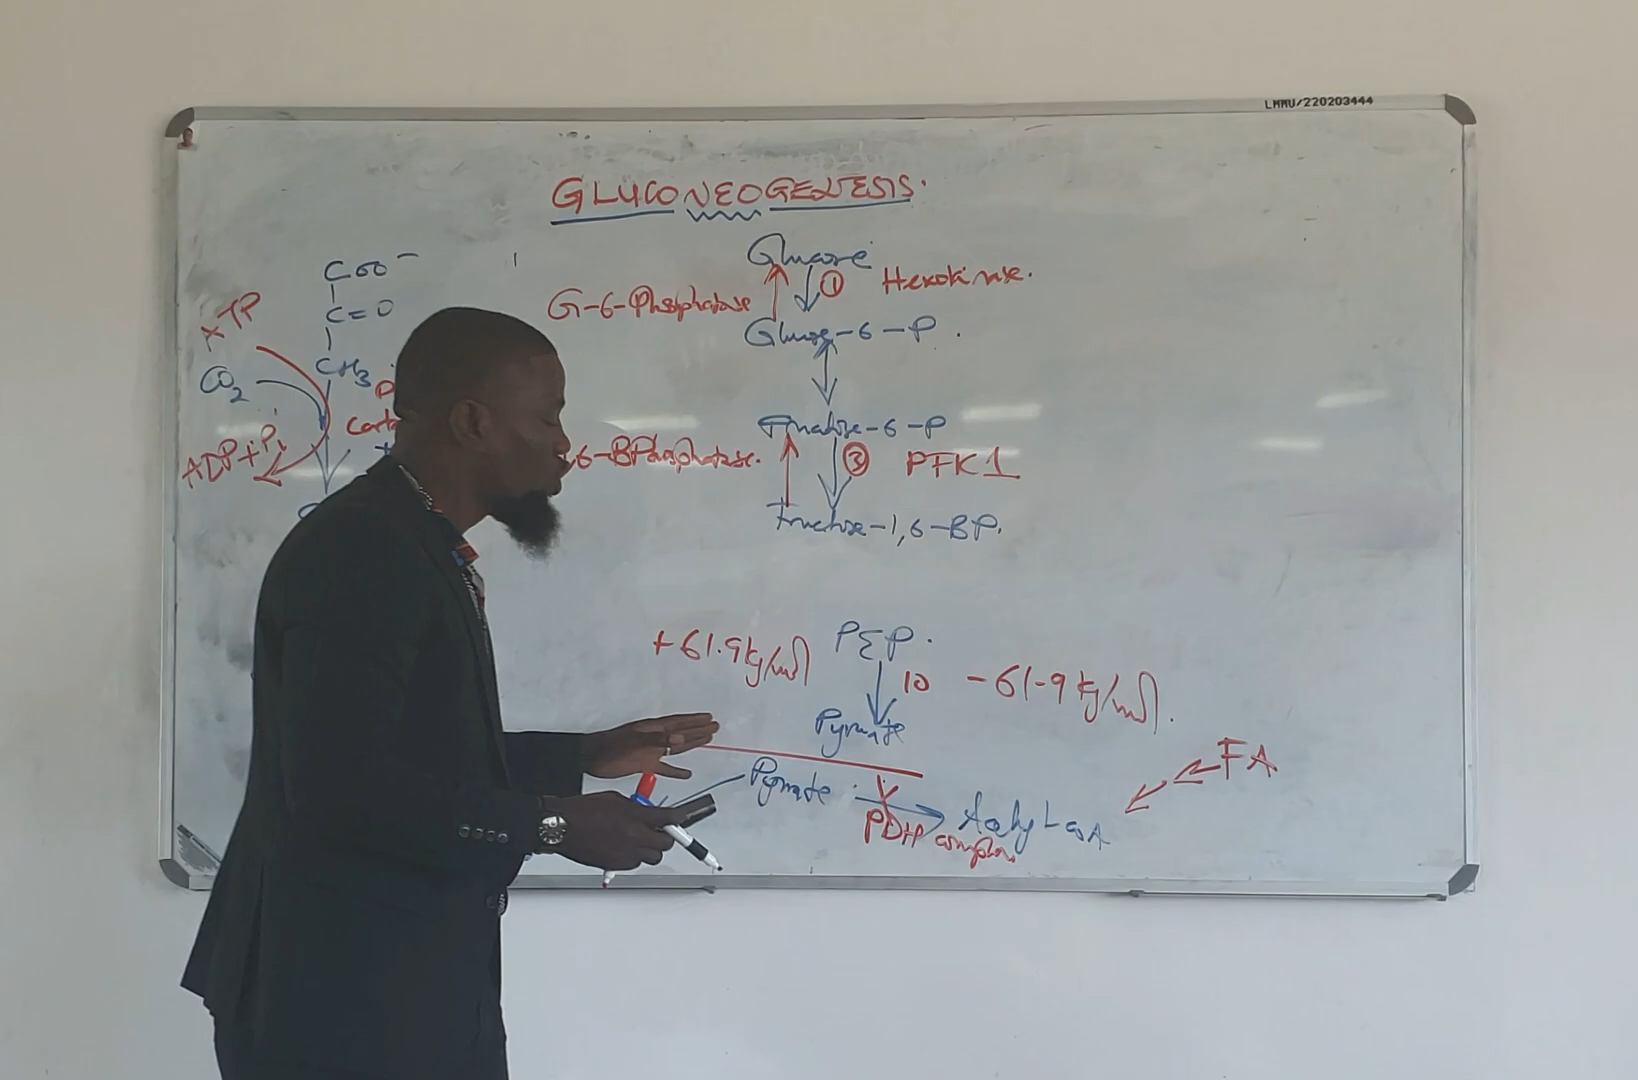 LMMU/220203444
GLUCONEOGENESIS.
COO⁻
C=O
CH3
ATP
CO2
ADP+Pi
Glucose
① Hexokinase.
G-6-Phosphatase
Glucose-6-P.
Fructose-6-P
,6-BPhosphatase.
③ PFK1
Fructose-1,6-BP.
+61.9kj/mol
PEP.
10
-61.9kj/mol.
Pyruvate
FA
Pyruvate
Acetyl CoA
PDH complex